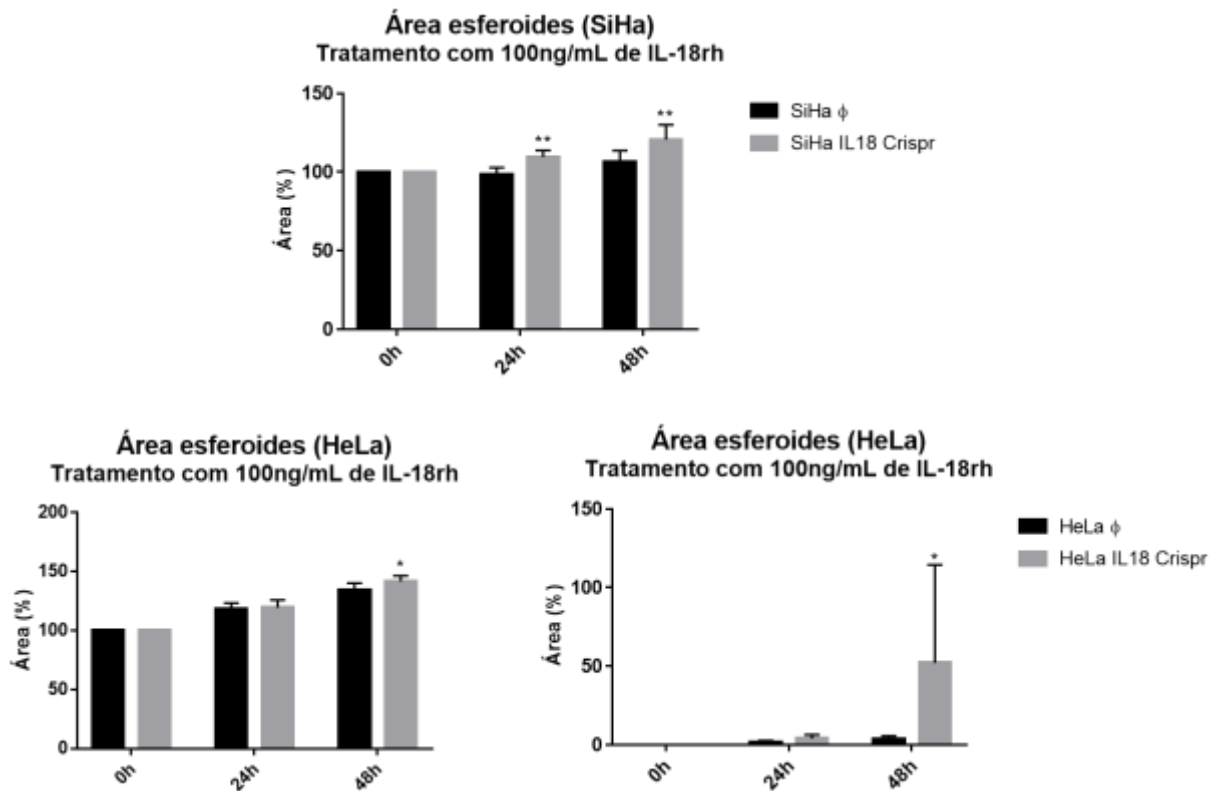 Área esferoides (SiHa)
Tratamento com 100ng/mL de IL-18rh
150
100
50
0
Área (%)
**
**
0h
24h
48h
SiHa ϕ
SiHa IL18 Crispr
Área esferoides (HeLa)
Tratamento com 100ng/mL de IL-18rh
200
150
100
50
0
Área (%)
*
0h
24h
48h
Área esferoides (HeLa)
Tratamento com 100ng/mL de IL-18rh
150
100
50
0
Área (%)
*
0h
24h
48h
HeLa ϕ
HeLa IL18 Crispr